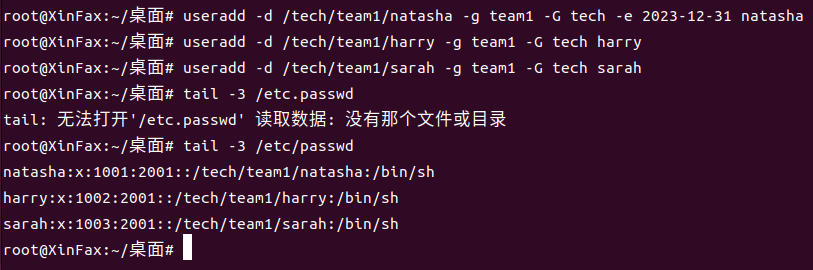 root@XinFax:~/桌面# useradd -d /tech/team1/natasha -g team1 -G tech -e 2023-12-31 natasha
root@XinFax:~/桌面# useradd -d /tech/team1/harry -g team1 -G tech harry
root@XinFax:~/桌面# useradd -d /tech/team1/sarah -g team1 -G tech sarah
root@XinFax:~/桌面# tail -3 /etc.passwd
tail: 无法打开'/etc.passwd' 读取数据: 没有那个文件或目录
root@XinFax:~/桌面# tail -3 /etc/passwd
natasha:x:1001:2001::/tech/team1/natasha:/bin/sh
harry:x:1002:2001::/tech/team1/harry:/bin/sh
sarah:x:1003:2001::/tech/team1/sarah:/bin/sh
root@XinFax:~/桌面#